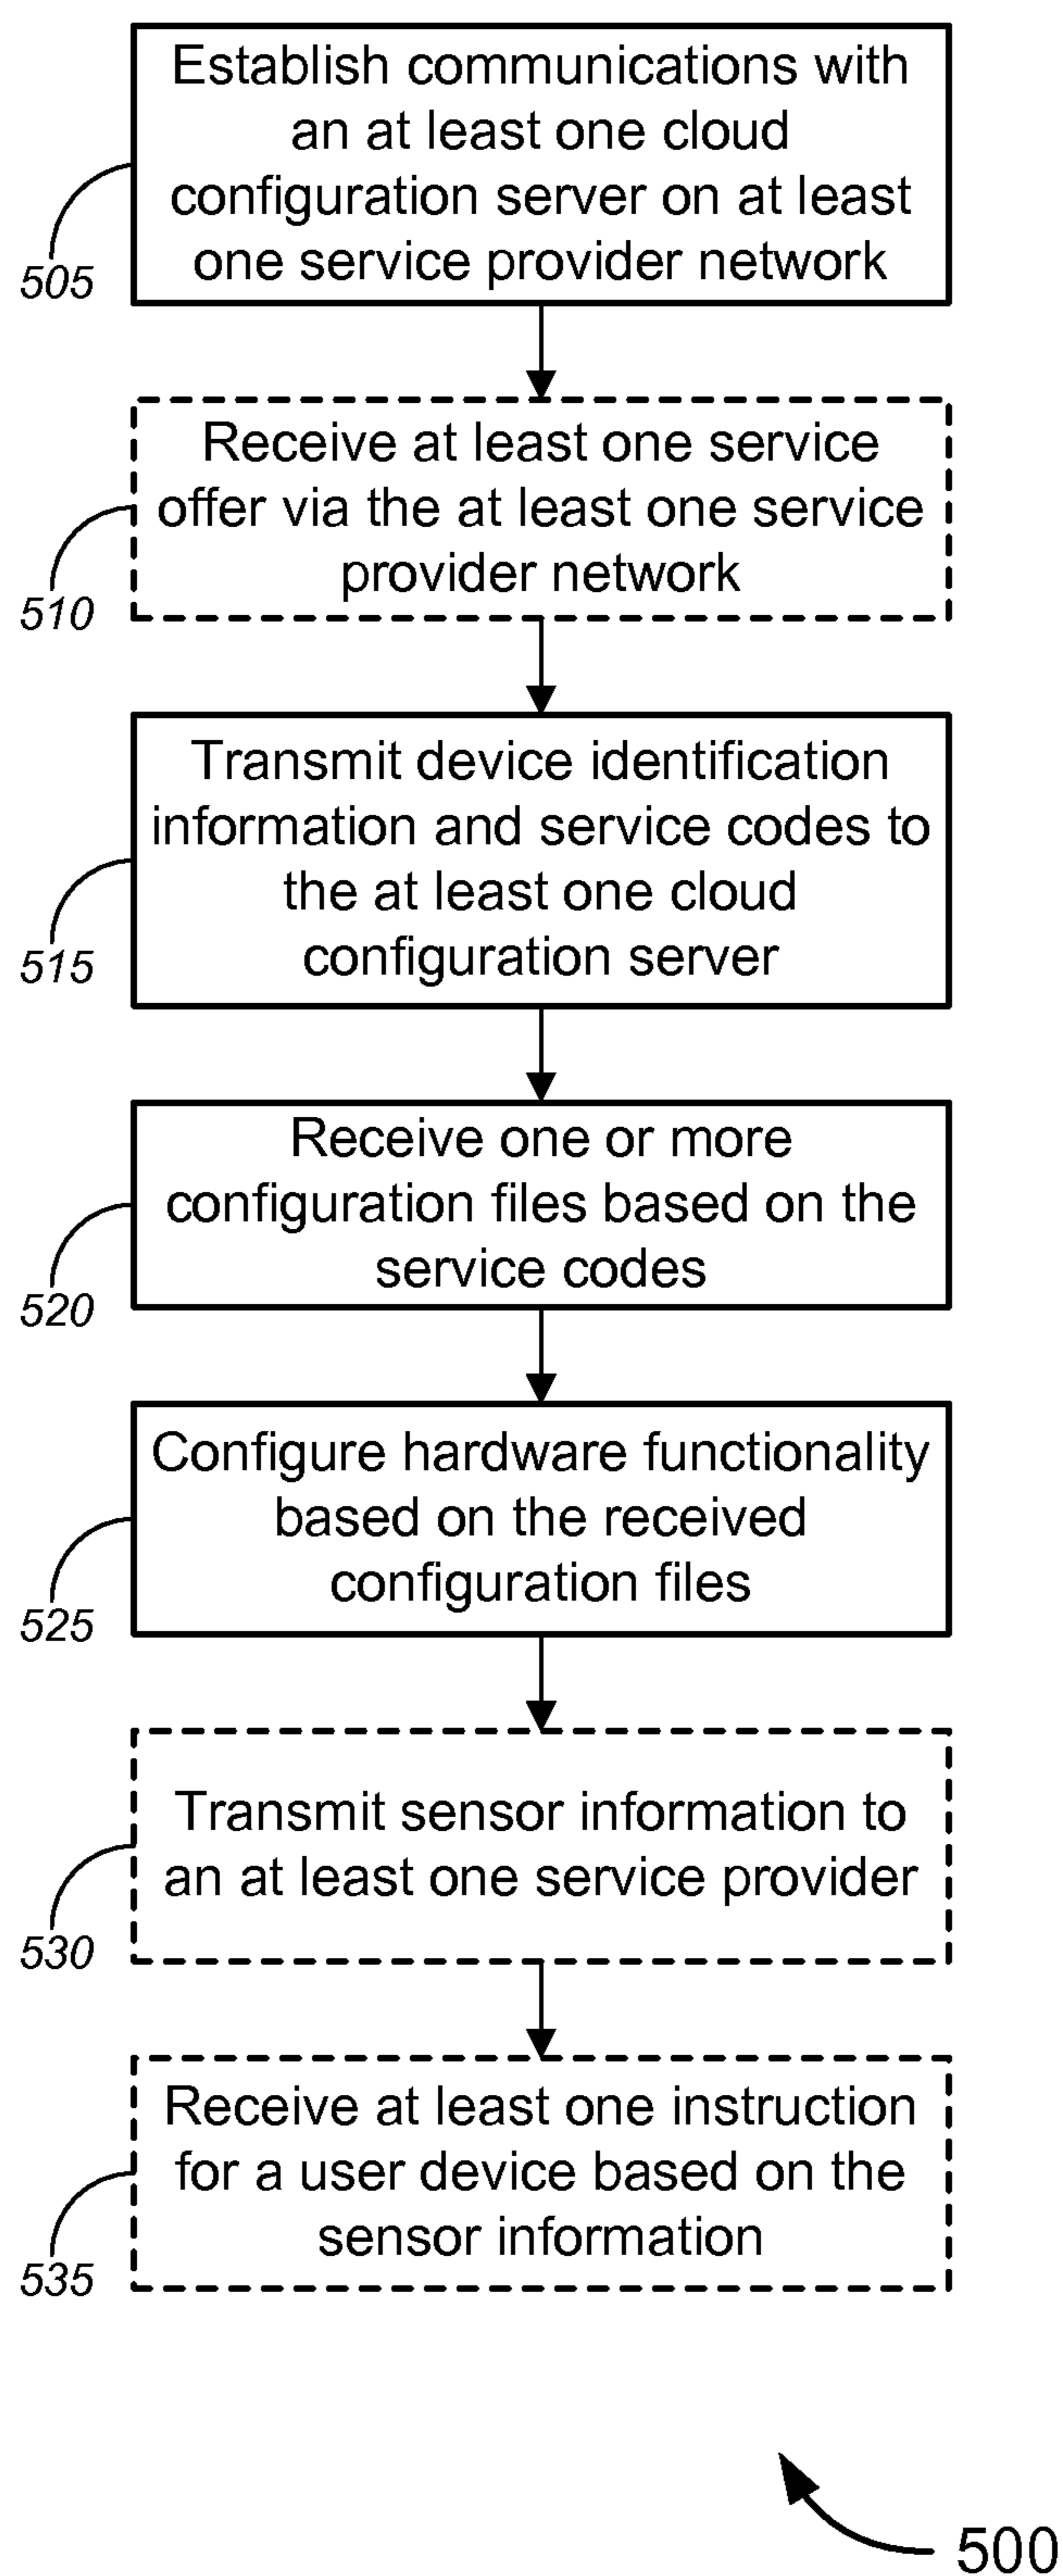 Establish communications with
an at least one cloud
configuration server on at least
one service provider network
505
Receive at least one service
offer via the at least one service
provider network
510
Transmit device identification
information and service codes to
the at least one cloud
configuration server
515
Receive one or more
configuration files based on the
service codes
520
Configure hardware functionality
based on the received
configuration files
525
Transmit sensor information to
an at least one service provider
530
Receive at least one instruction
for a user device based on the
sensor information
535
500